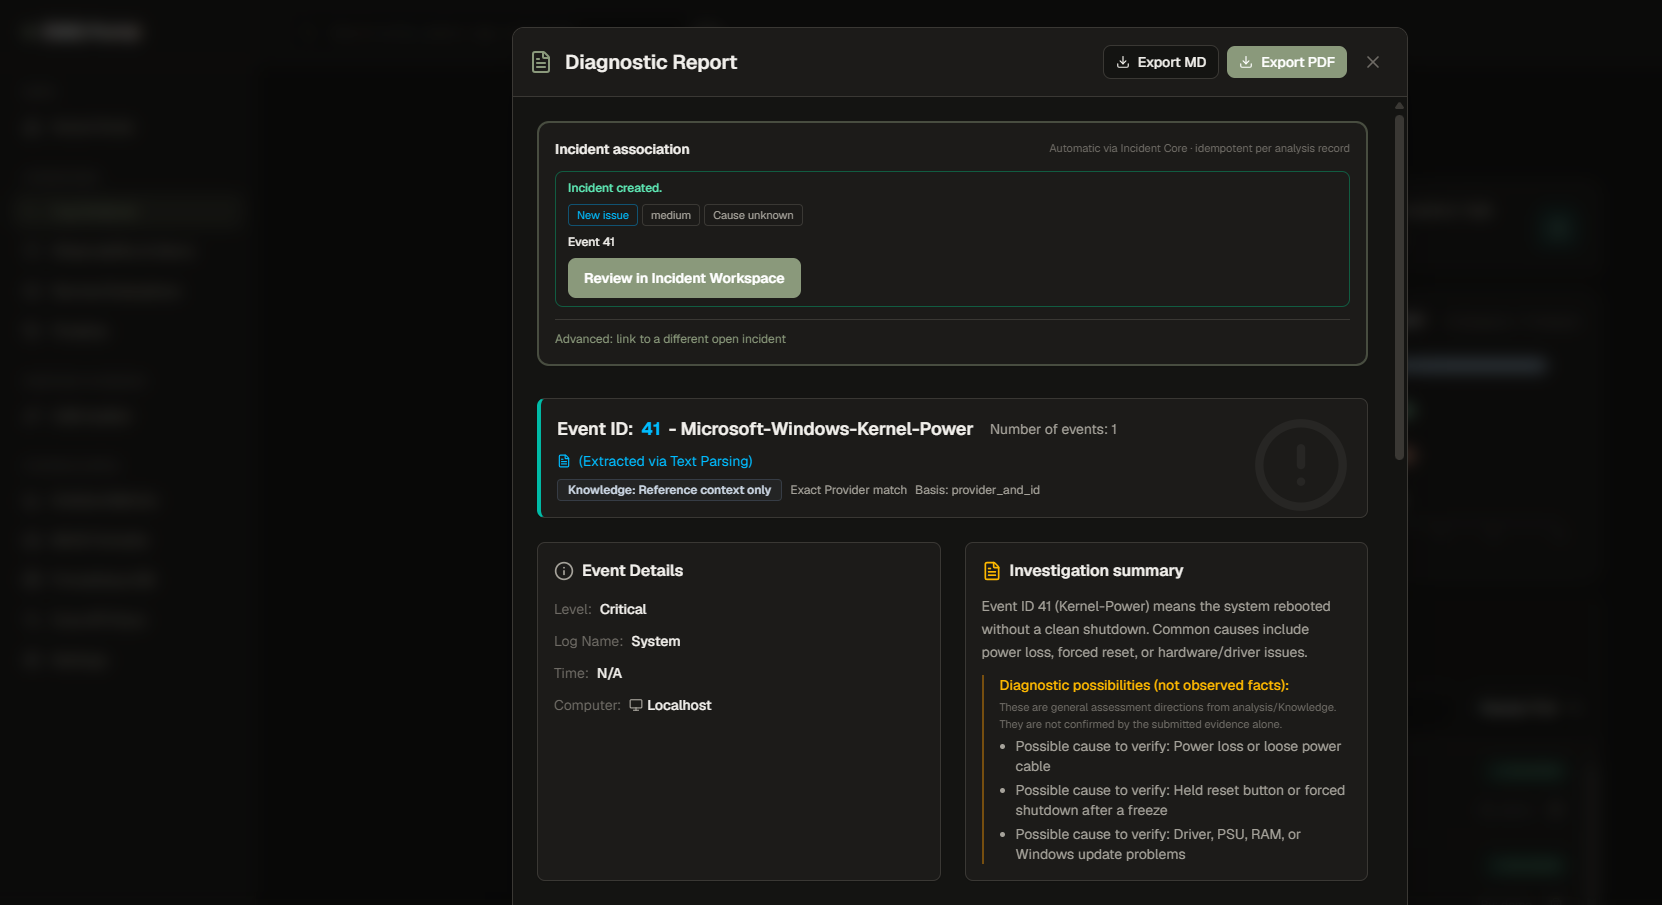 Diagnostic Report
Export MD
Export PDF
Incident association
Automatic via Incident Core · idempotent per analysis record
Incident created.
New issue
medium
Cause unknown
Event 41
Review in Incident Workspace
Advanced: link to a different open incident
Event ID: 41 - Microsoft-Windows-Kernel-Power Number of events: 1
(Extracted via Text Parsing)
Knowledge: Reference context only Exact Provider match Basis: provider_and_id
Event Details
Level: Critical
Log Name: System
Time: N/A
Computer: Localhost
Investigation summary
Event ID 41 (Kernel-Power) means the system rebooted
without a clean shutdown. Common causes include
power loss, forced reset, or hardware/driver issues.
Diagnostic possibilities (not observed facts):
These are general assessment directions from analysis/Knowledge.
They are not confirmed by the submitted evidence alone.
• Possible cause to verify: Power loss or loose power
cable
• Possible cause to verify: Held reset button or forced
shutdown after a freeze
• Possible cause to verify: Driver, PSU, RAM, or
Windows update problems